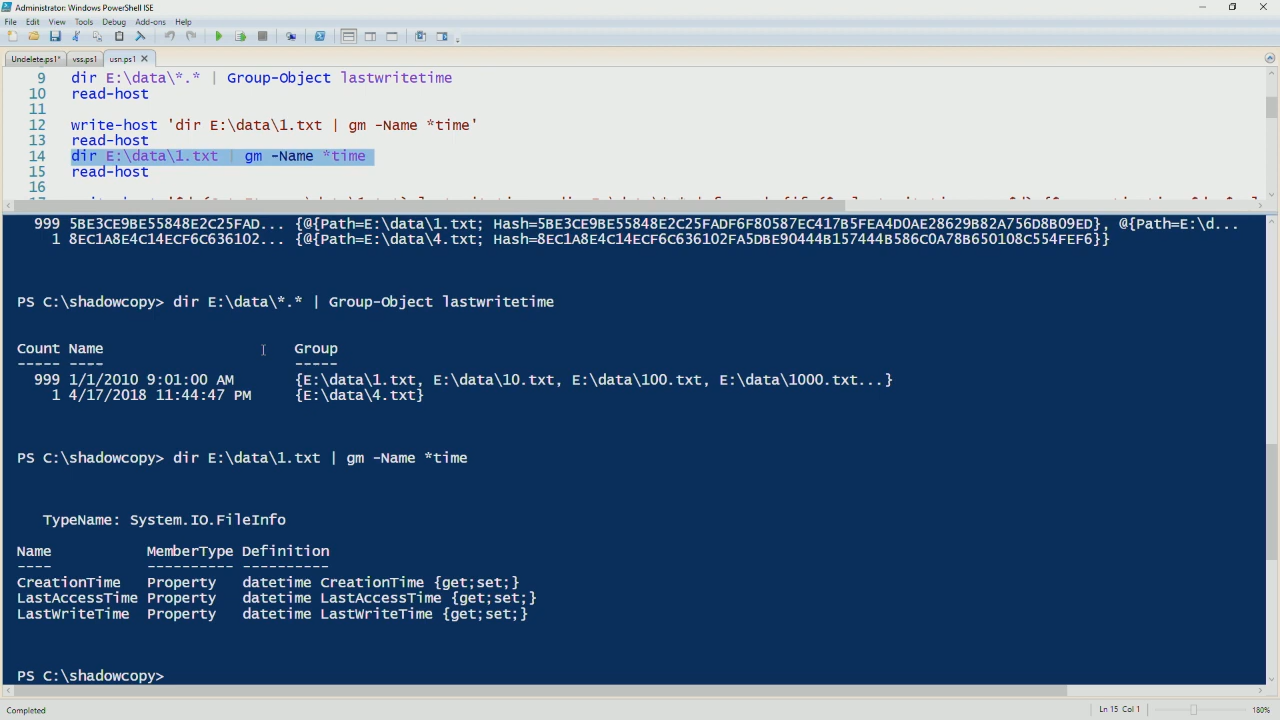 Administrator: Windows PowerShell ISE
File Edit View Tools Debug Add-ons Help
Undelete.ps1* vss.ps1 usn.ps1
9 dir E:\data\*.* | Group-Object lastwritetime
10 read-host
11
12 write-host 'dir E:\data\1.txt | gm -Name *time'
13 read-host
14 dir E:\data\1.txt | gm -Name *time
15 read-host
16
999 5BE3CE9BE55848E2C25FAD... {@{Path=E:\data\1.txt; Hash=5BE3CE9BE55848E2C25FADF6F80587EC417B5FEA4D0AE28629B82A756D8B09ED}, @{Path=E:\d...
1 8EC1A8E4C14ECF6C636102... {@{Path=E:\data\4.txt; Hash=8EC1A8E4C14ECF6C636102FA5DBE90444B157444B586C0A78B650108C554FEF6}}
PS C:\shadowcopy> dir E:\data\*.* | Group-Object lastwritetime
Count Name Group
----- ---- -----
999 1/1/2010 9:01:00 AM {E:\data\1.txt, E:\data\10.txt, E:\data\100.txt, E:\data\1000.txt...}
1 4/17/2018 11:44:47 PM {E:\data\4.txt}
PS C:\shadowcopy> dir E:\data\1.txt | gm -Name *time
TypeName: System.IO.FileInfo
Name MemberType Definition
---- ---------- ----------
CreationTime Property datetime CreationTime {get;set;}
LastAccessTime Property datetime LastAccessTime {get;set;}
LastWriteTime Property datetime LastWriteTime {get;set;}
PS C:\shadowcopy>
Completed Ln 15 Col 1 180%